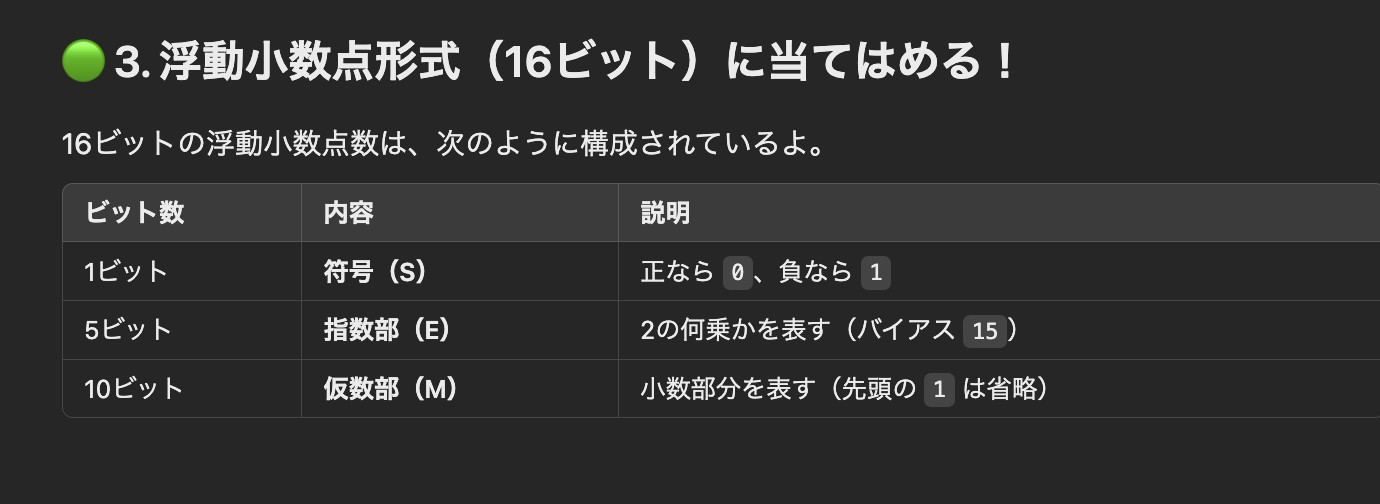 🟢 3. 浮動小数点形式（16ビット）に当てはめる！
16ビットの浮動小数点数は、次のように構成されているよ。
ビット数 内容 説明
1ビット 符号（S） 正なら 0、負なら 1
5ビット 指数部（E） 2の何乗かを表す（バイアス 15）
10ビット 仮数部（M） 小数部分を表す（先頭の 1 は省略）